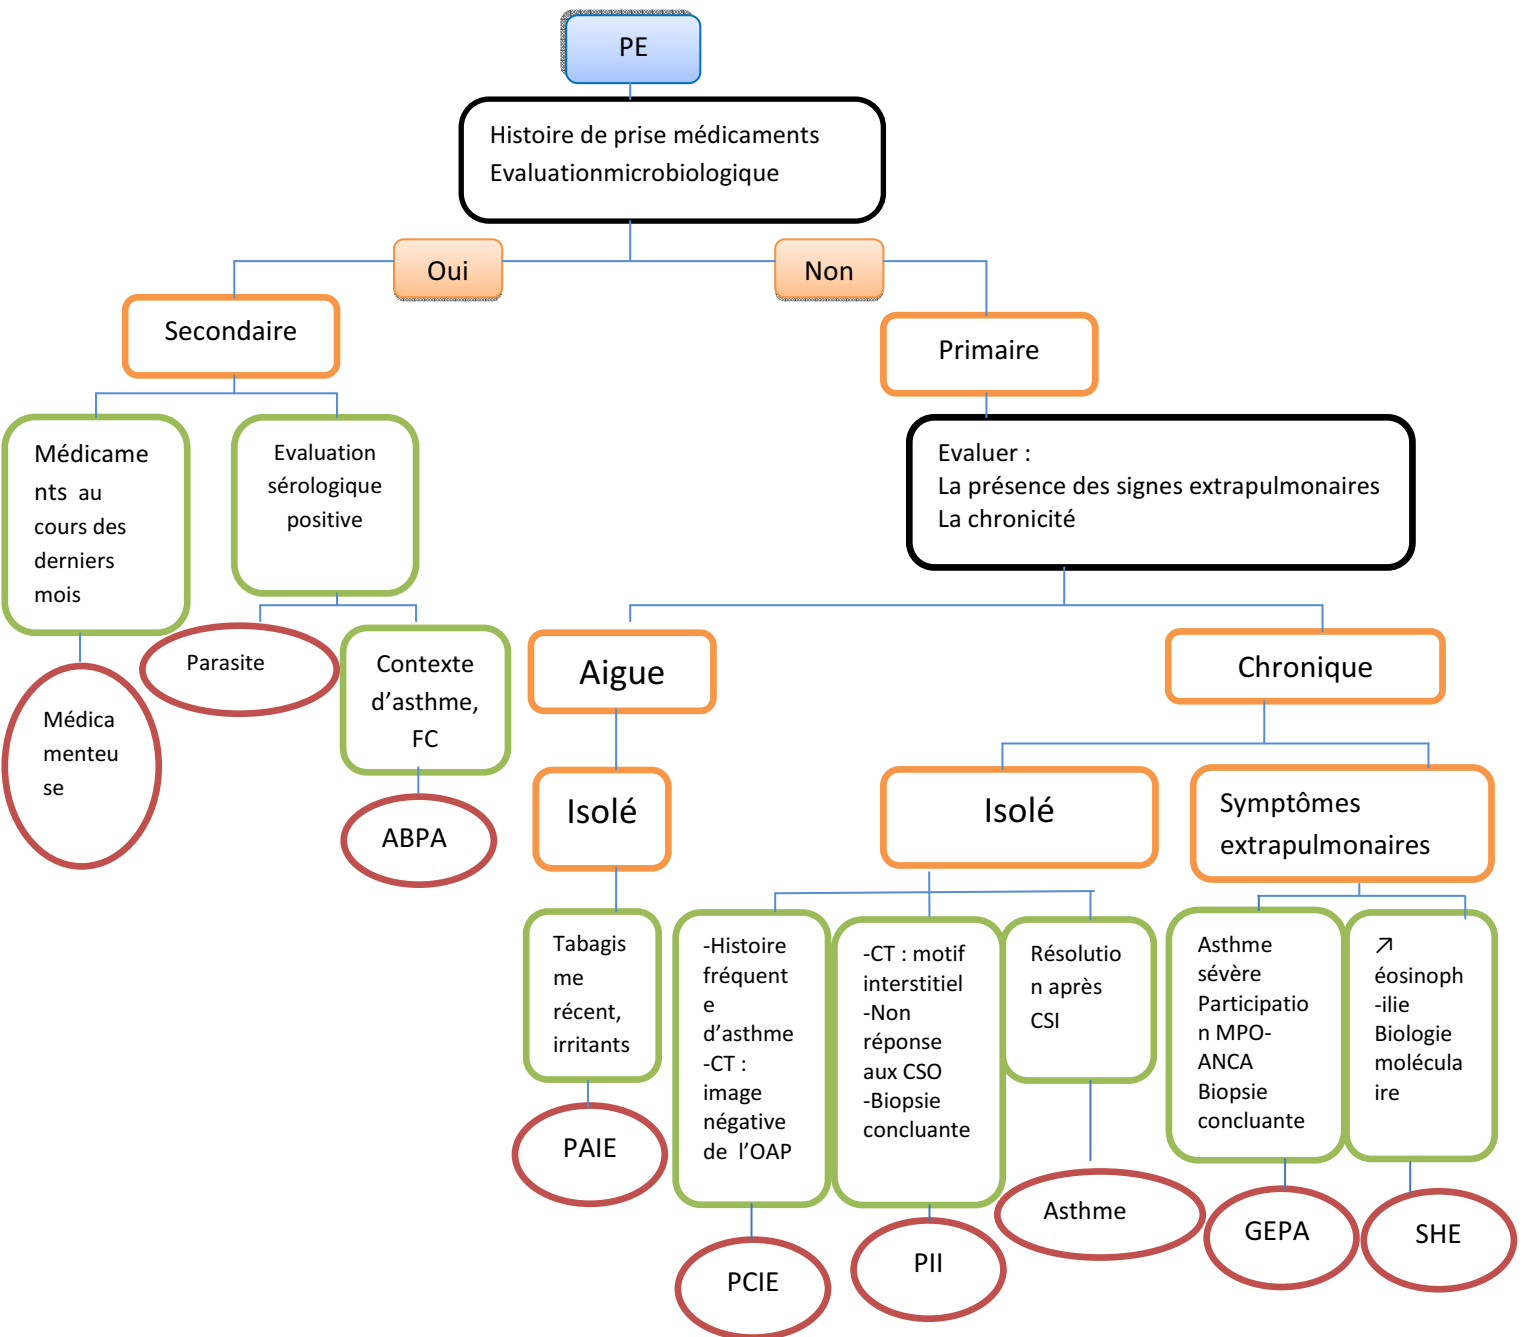 PE
Histoire de prise médicaments
Evaluationmicrobiologique
Oui
Non
Secondaire
Primaire
Médicame
nts au
cours des
derniers
mois
Evaluation
sérologique
positive
Evaluer :
La présence des signes extrapulmonaires
La chronicité
Parasite
Contexte
d’asthme,
FC
Aigue
Chronique
Médica
menteu
se
ABPA
Isolé
Isolé
Symptômes
extrapulmonaires
Tabagis
me
récent,
irritants
-Histoire
fréquent
e
d’asthme
-CT :
image
négative
de l’OAP
-CT : motif
interstitiel
-Non
réponse
aux CSO
-Biopsie
concluante
Résolutio
n après
CSI
Asthme
sévère
Participatio
n MPO-
ANCA
Biopsie
concluante
↗
éosinoph
-ilie
Biologie
molécula
ire
PAIE
PCIE
PII
Asthme
GEPA
SHE